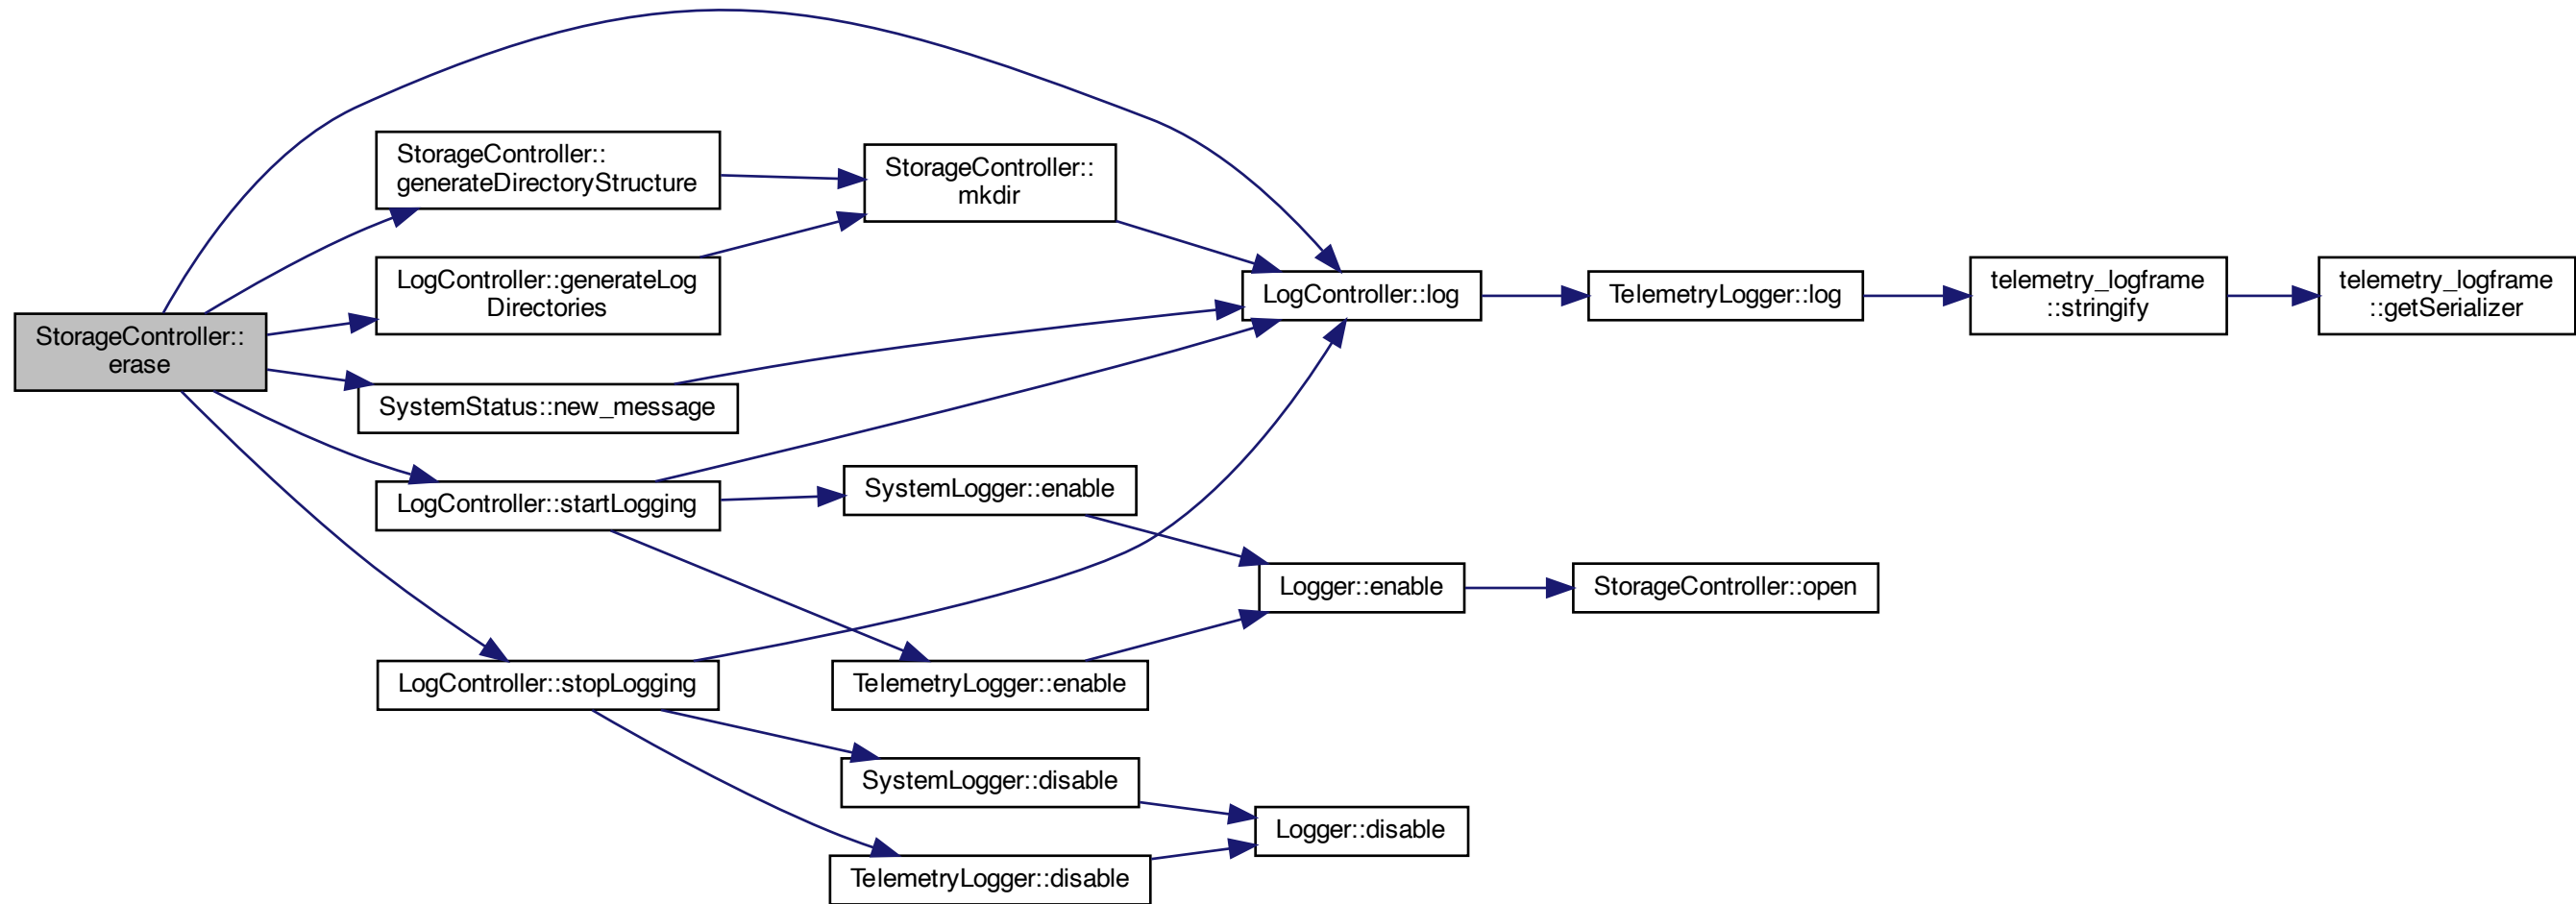 StorageController::
erase
StorageController::
generateDirectoryStructure
LogController::generateLog
Directories
SystemStatus::new_message
LogController::startLogging
LogController::stopLogging
StorageController::
mkdir
SystemLogger::enable
TelemetryLogger::enable
SystemLogger::disable
TelemetryLogger::disable
LogController::log
Logger::enable
Logger::disable
TelemetryLogger::log
StorageController::open
telemetry_logframe
::stringify
telemetry_logframe
::getSerializer